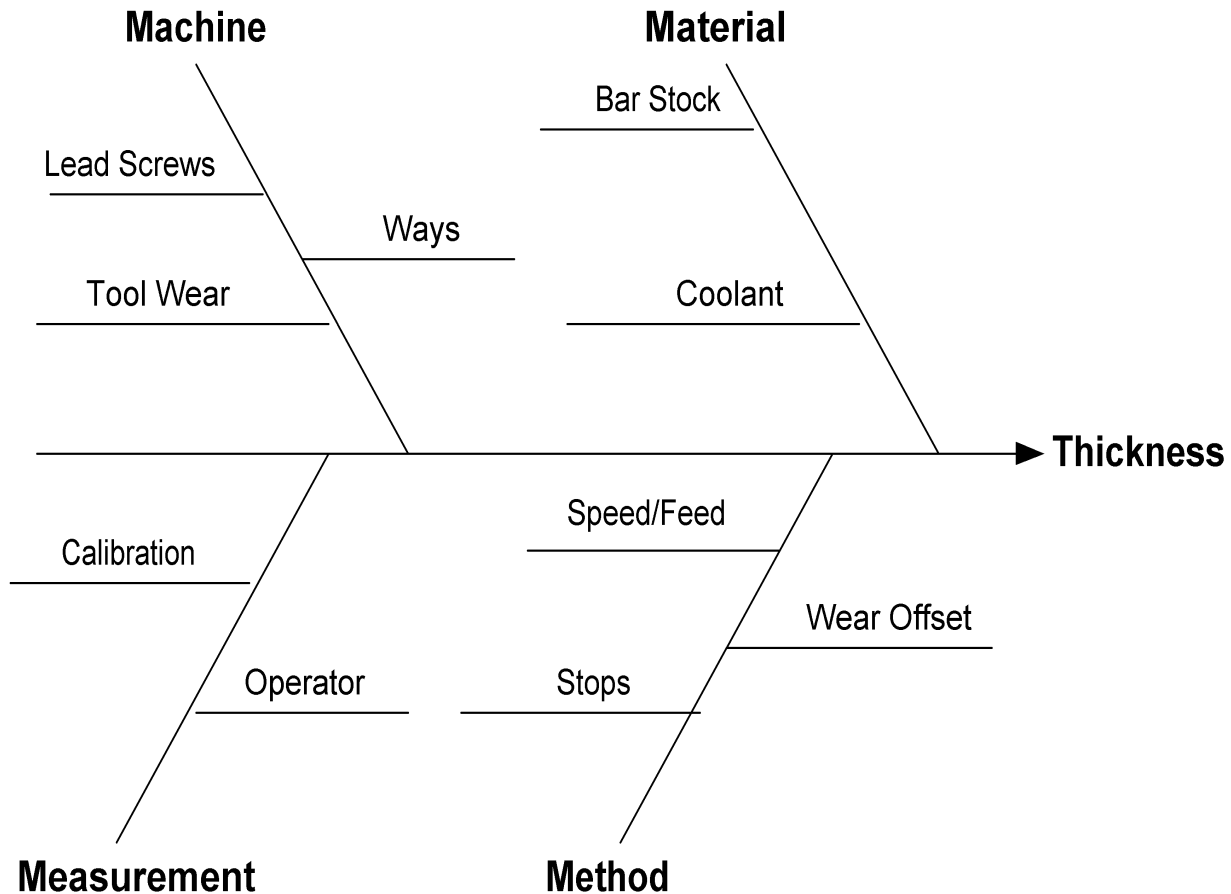 Machine
Material
Bar Stock
Lead Screws
Ways
Tool Wear
Coolant
Thickness
Speed/Feed
Calibration
Wear Offset
Operator
Stops
Measurement
Method